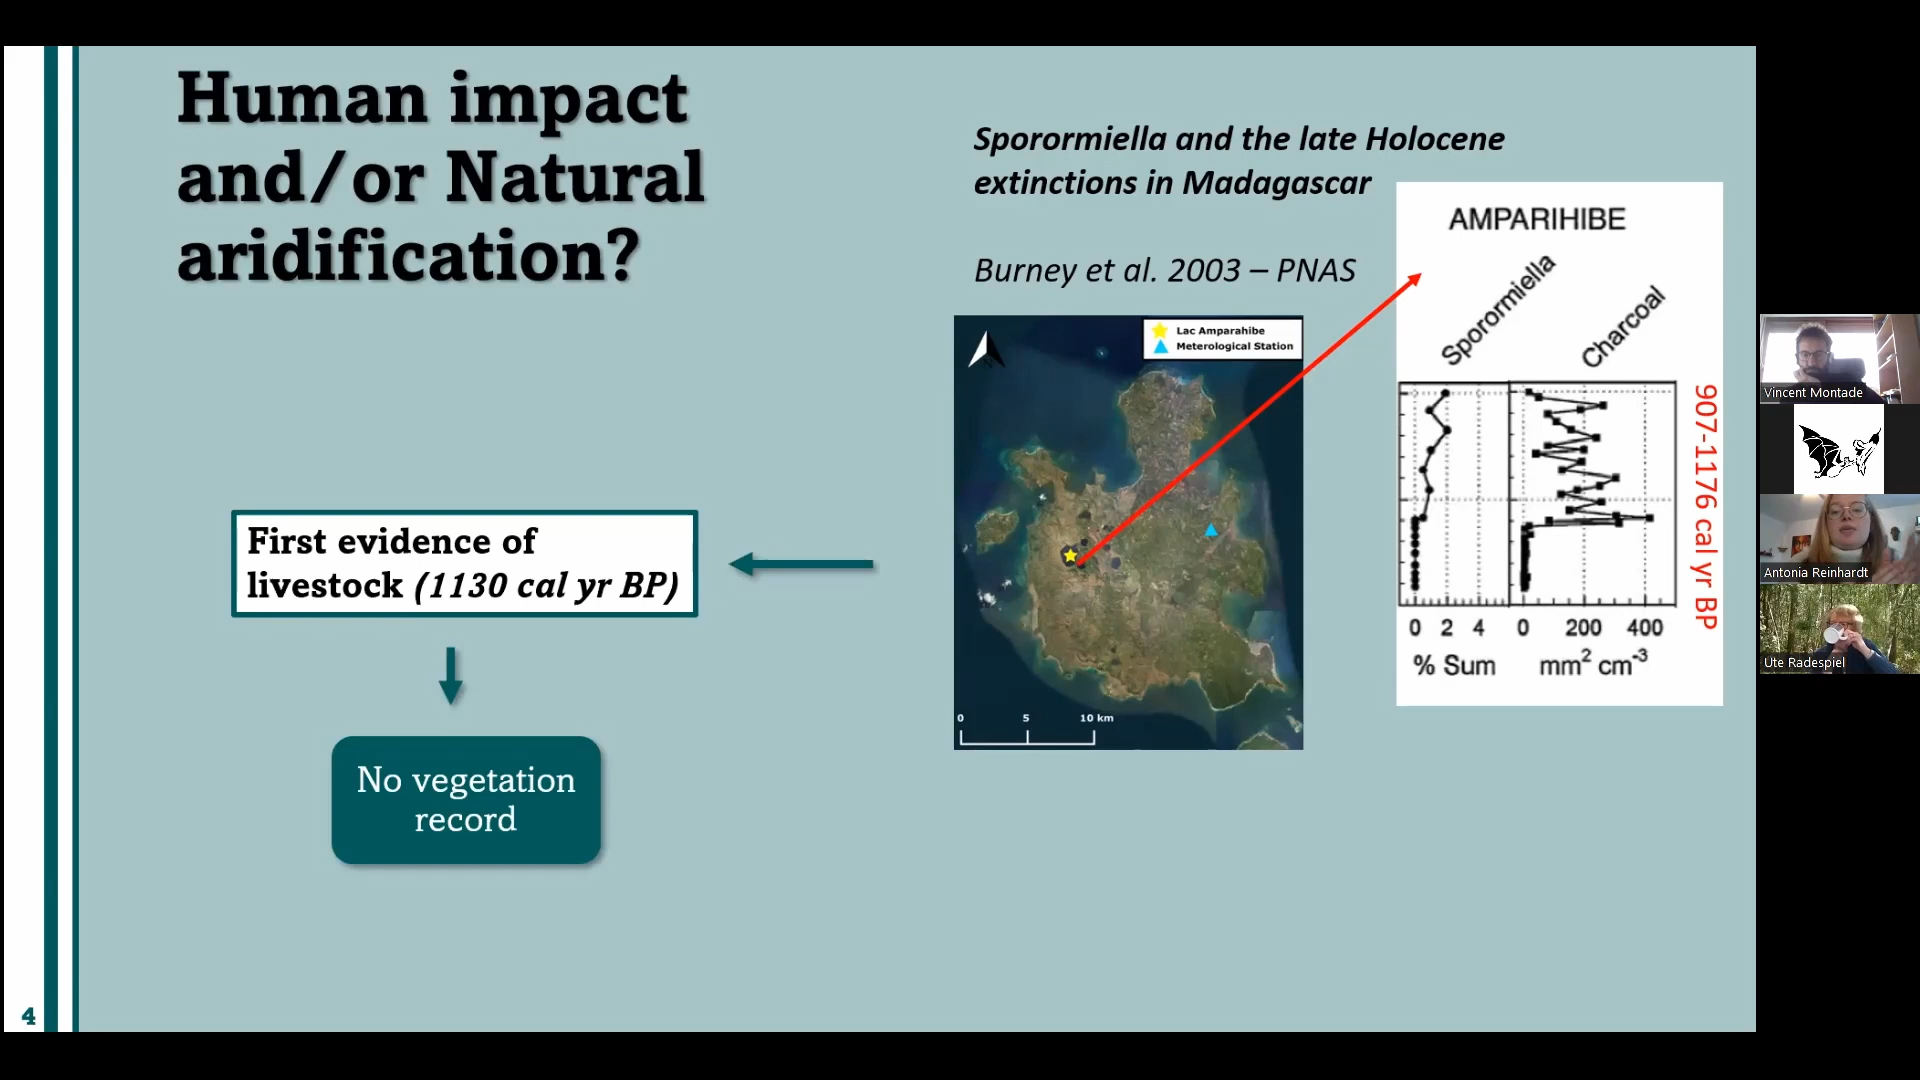 Human impact
and/or Natural
aridification?
Sporormiella and the late Holocene
extinctions in Madagascar
Burney et al. 2003 – PNAS
First evidence of
livestock (1130 cal yr BP)
No vegetation
record
Lac Amparahibe
Meterological Station
0 5 10 km
AMPARIHIBE
Sporormiella
Charcoal
0 2 4 0 200 400
% Sum mm² cm⁻³
907-1176 cal yr BP
4
Vincent Montade
Antonia Reinhardt
Ute Radespiel